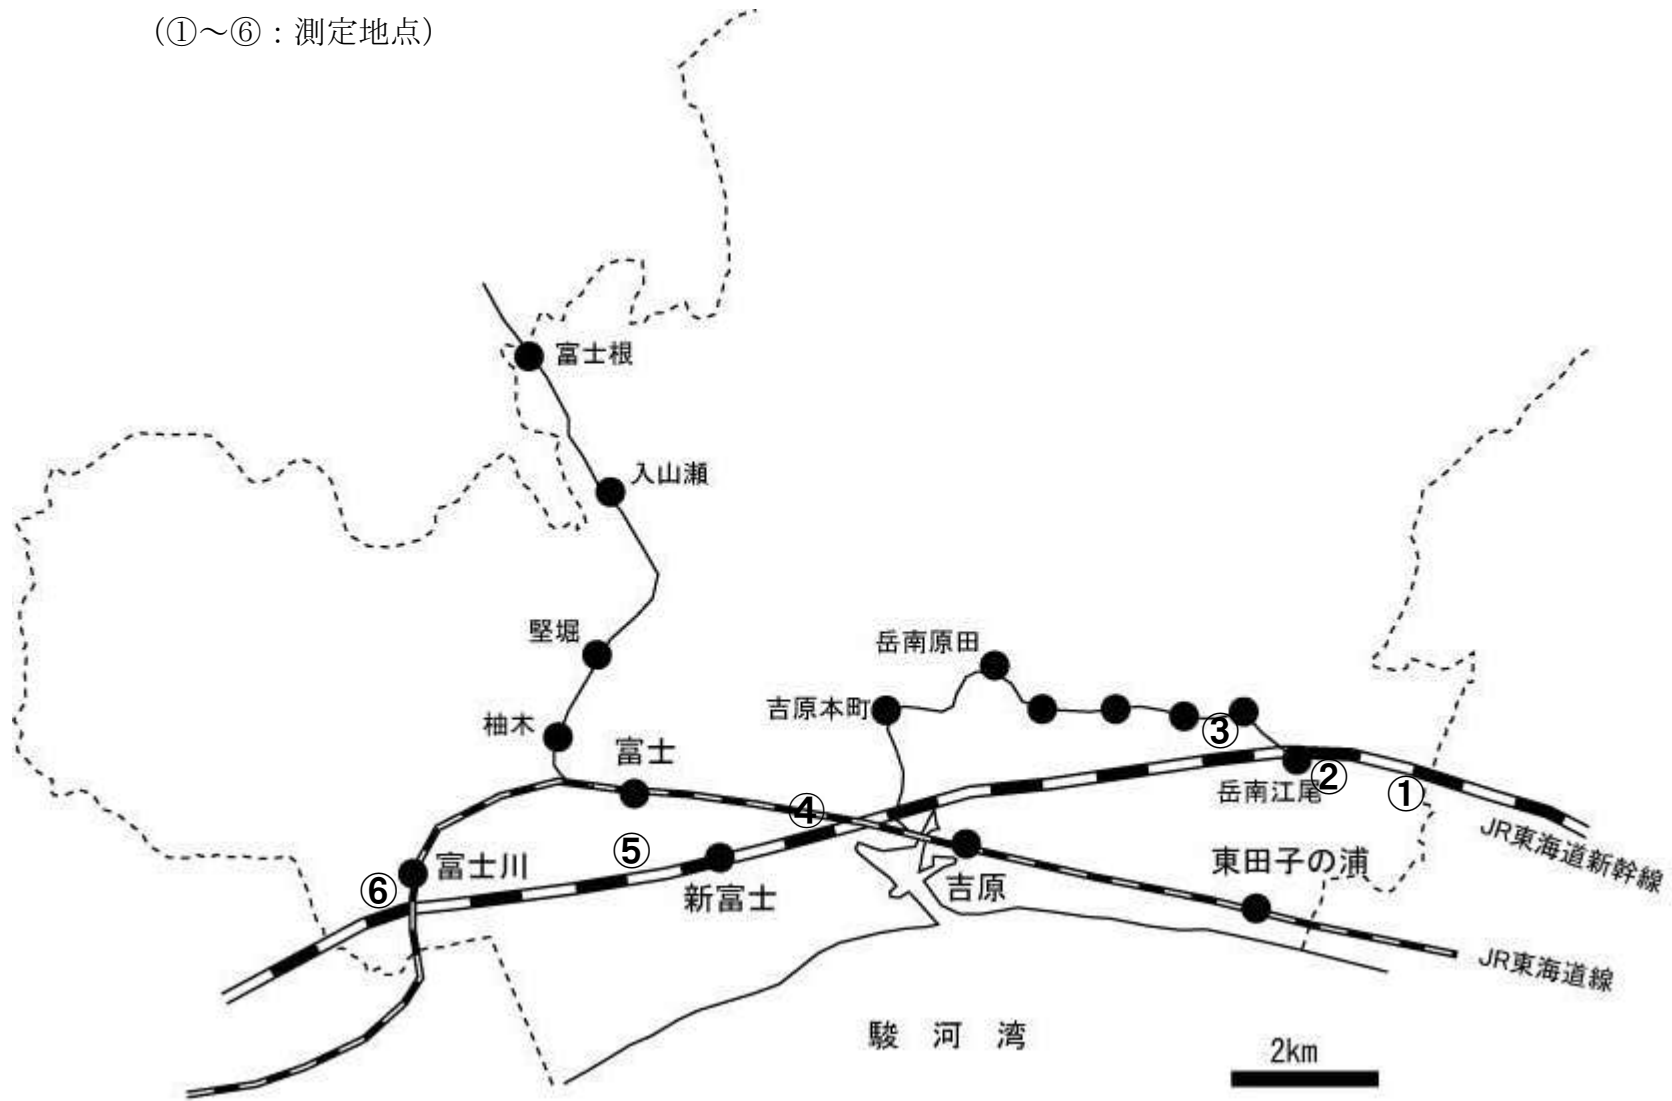 (①～⑥：測定地点)
富士根
入山瀬
堅堀
岳南原田
吉原本町
柚木
富士
③
②
岳南江尾
①
④
JR東海道新幹線
⑤
富士川
東田子の浦
⑥
新富士
吉原
JR東海道線
駿河湾
2km